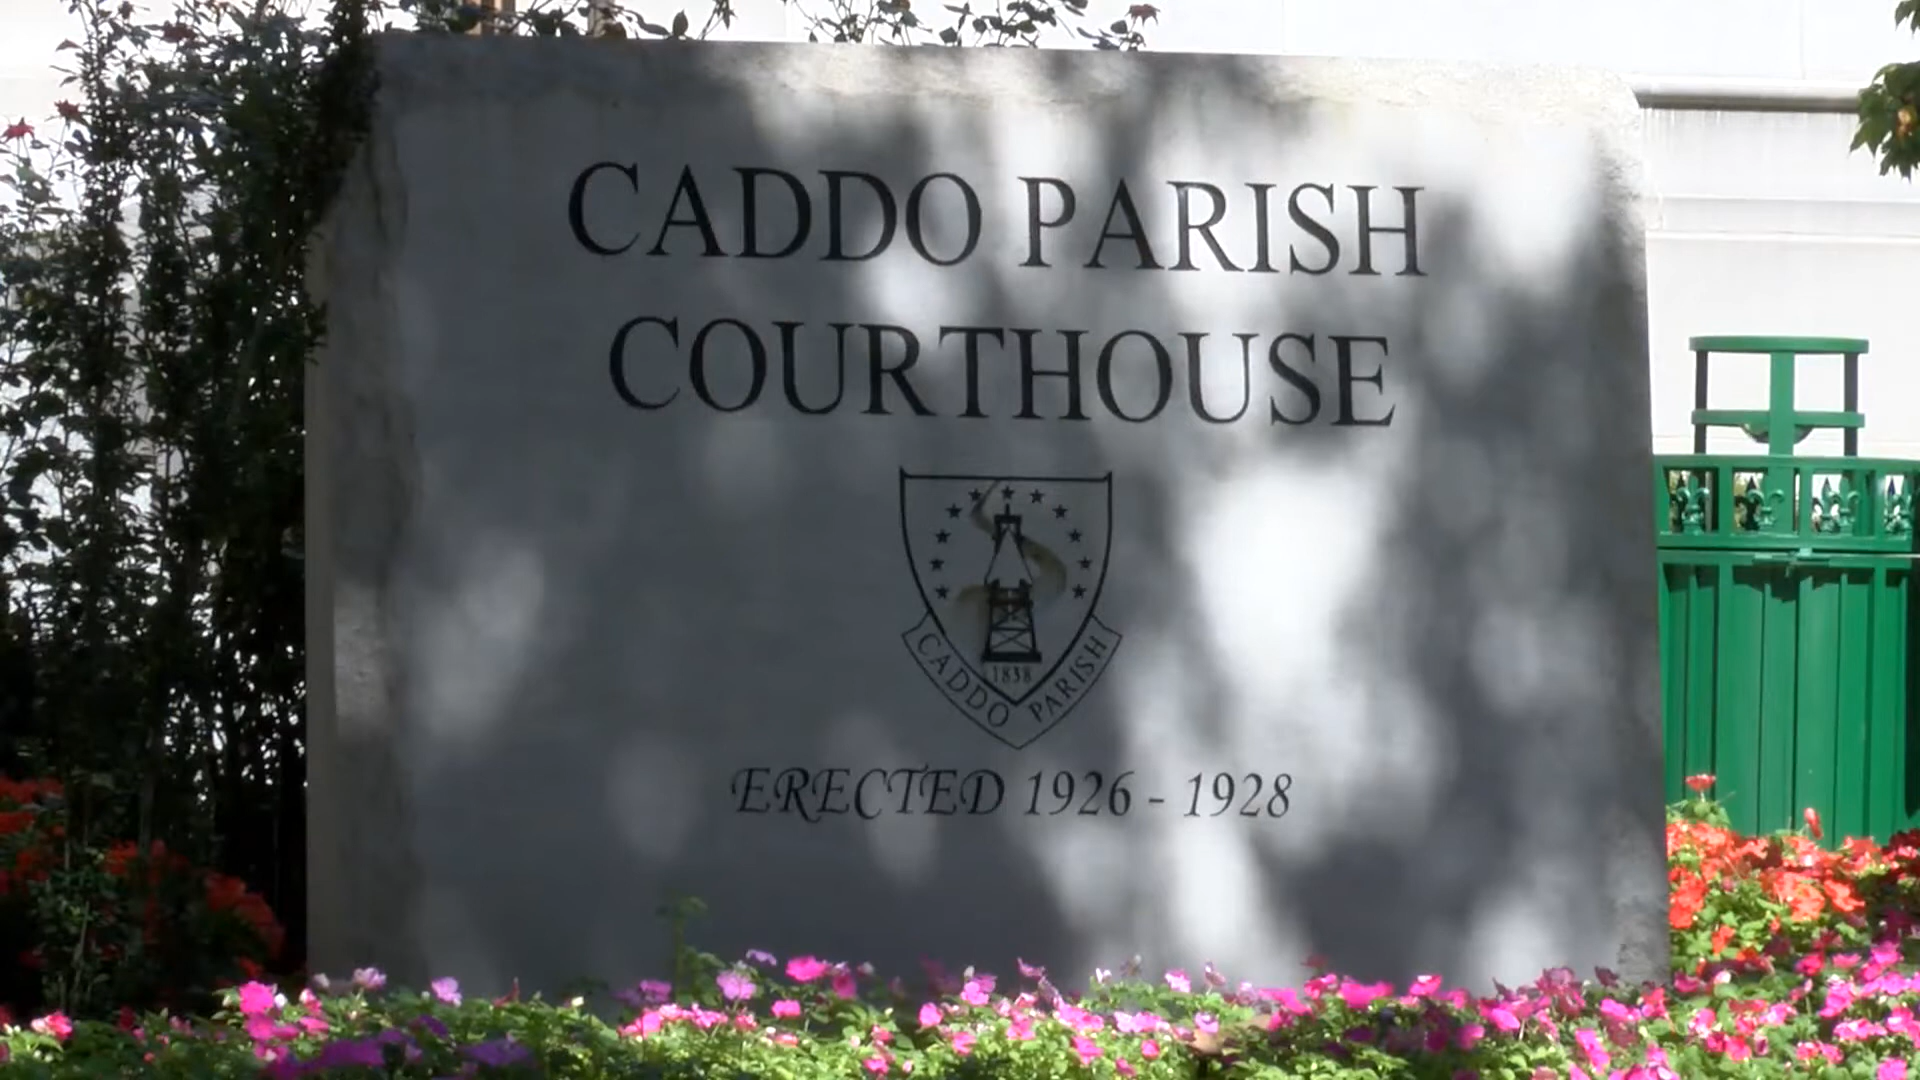 CADDO PARISH
COURTHOUSE
1838
CADDO PARISH
ERECTED 1926 - 1928